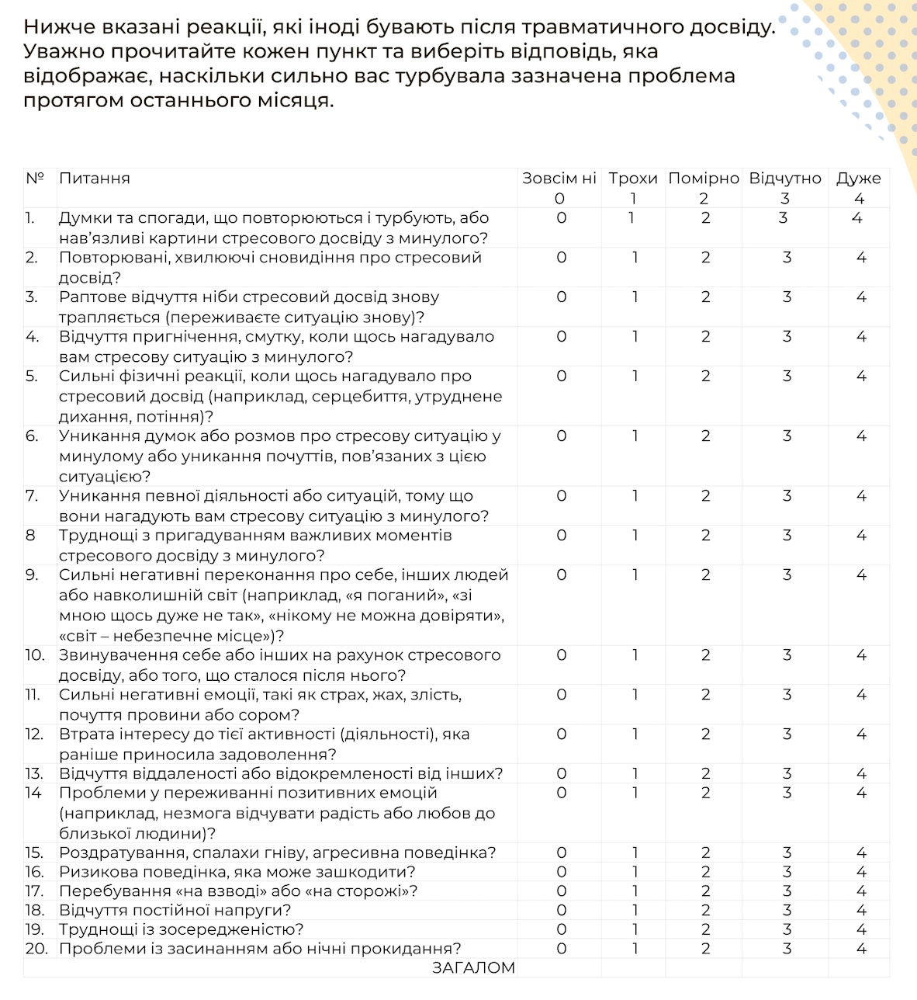 Нижче вказані реакції, які іноді бувають після травматичного досвіду.
Уважно прочитайте кожен пункт та виберіть відповідь, яка
відображає, наскільки сильно вас турбувала зазначена проблема
протягом останнього місяця.
№ Питання Зовсім ні Трохи Помірно Відчутно Дуже
0 1 2 3 4
1. Думки та спогади, що повторюються і турбують, або 0 1 2 3 4
нав’язливі картини стресового досвіду з минулого?
2. Повторювані, хвилюючі сновидіння про стресовий 0 1 2 3 4
досвід?
3. Раптове відчуття ніби стресовий досвід знову 0 1 2 3 4
трапляється (переживаєте ситуацію знову)?
4. Відчуття пригнічення, смутку, коли щось нагадувало 0 1 2 3 4
вам стресову ситуацію з минулого?
5. Сильні фізичні реакції, коли щось нагадувало про 0 1 2 3 4
стресовий досвід (наприклад, серцебиття, утруднене
дихання, потіння)?
6. Уникання думок або розмов про стресову ситуацію у 0 1 2 3 4
минулому або уникання почуттів, пов’язаних з цією
ситуацією?
7. Уникання певної діяльності або ситуацій, тому що 0 1 2 3 4
вони нагадують вам стресову ситуацію з минулого?
8 Труднощі з пригадуванням важливих моментів 0 1 2 3 4
стресового досвіду з минулого?
9. Сильні негативні переконання про себе, інших людей 0 1 2 3 4
або навколишній світ (наприклад, «я поганий», «зі
мною щось дуже не так», «нікому не можна довіряти»,
«світ – небезпечне місце»)?
10. Звинувачення себе або інших на рахунок стресового 0 1 2 3 4
досвіду, або того, що сталося після нього?
11. Сильні негативні емоції, такі як страх, жах, злість, 0 1 2 3 4
почуття провини або сором?
12. Втрата інтересу до тієї активності (діяльності), яка 0 1 2 3 4
раніше приносила задоволення?
13. Відчуття віддаленості або відокремленості від інших? 0 1 2 3 4
14 Проблеми у переживанні позитивних емоцій 0 1 2 3 4
(наприклад, незмога відчувати радість або любов до
близької людини)?
15. Роздратування, спалахи гніву, агресивна поведінка? 0 1 2 3 4
16. Ризикова поведінка, яка може зашкодити? 0 1 2 3 4
17. Перебування «на взводі» або «на сторожі»? 0 1 2 3 4
18. Відчуття постійної напруги? 0 1 2 3 4
19. Труднощі із зосередженістю? 0 1 2 3 4
20. Проблеми із засинанням або нічні прокидання? 0 1 2 3 4
ЗАГАЛОМ